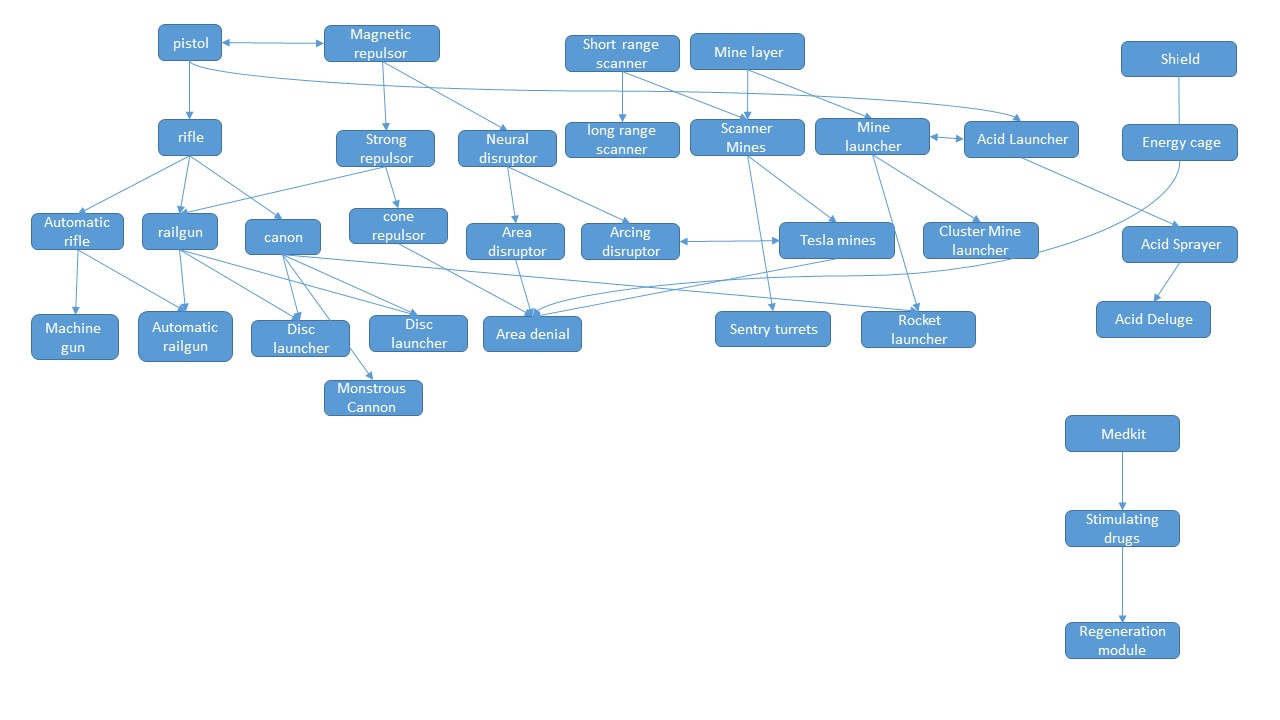 pistol
Magnetic
repulsor
Short range
scanner
Mine layer
Shield
rifle
Strong
repulsor
Neural
disruptor
long range
scanner
Scanner
Mines
Mine
launcher
Acid Launcher
Energy cage
Automatic
rifle
railgun
canon
cone
repulsor
Area
disruptor
Arcing
disruptor
Tesla mines
Cluster Mine
launcher
Acid Sprayer
Machine
gun
Automatic
railgun
Disc
launcher
Disc
launcher
Area denial
Sentry turrets
Rocket
launcher
Acid Deluge
Monstrous
Cannon
Medkit
Stimulating
drugs
Regeneration
module